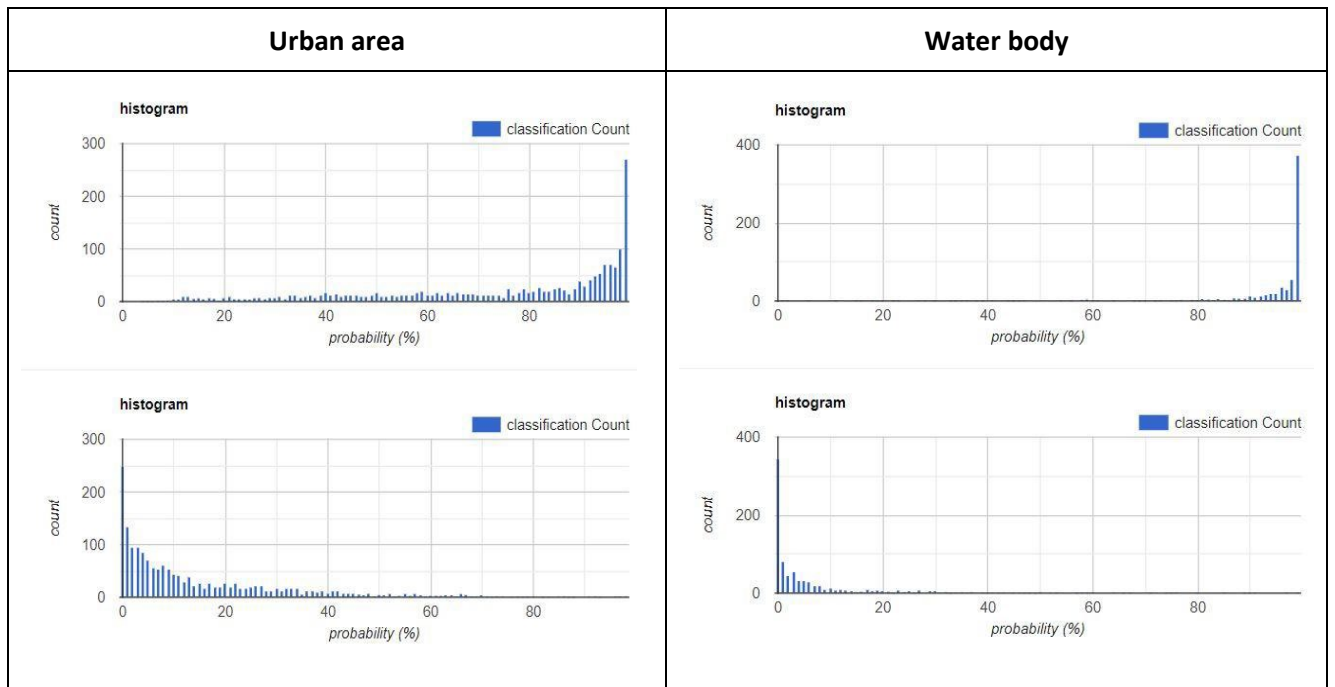 Urban area
Water body
histogram
classification Count
300
200
100
0
count
0 20 40 60 80
probability (%)
histogram
classification Count
300
200
100
0
count
0 20 40 60 80
probability (%)
histogram
classification Count
400
200
0
count
0 20 40 60 80
probability (%)
histogram
classification Count
400
200
0
count
0 20 40 60 80
probability (%)